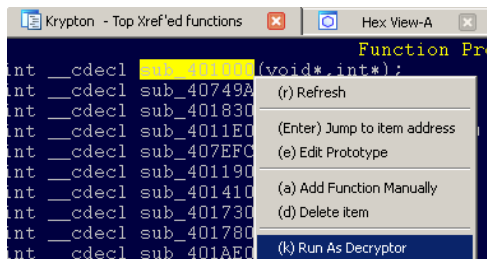 Krypton - Top Xref'ed functions Hex View-A
Function Pr
int __cdecl sub_401000(void*,int*);
int __cdecl sub_40749A
(r) Refresh
int __cdecl sub_401830
int __cdecl sub_4011E0
(Enter) Jump to item address
int __cdecl sub_407EFC
(e) Edit Prototype
int __cdecl sub_401190
int __cdecl sub_401410
(a) Add Function Manually
int __cdecl sub_401730
(d) Delete item
int __cdecl sub_401780
int __cdecl sub_401AE0
(k) Run As Decryptor